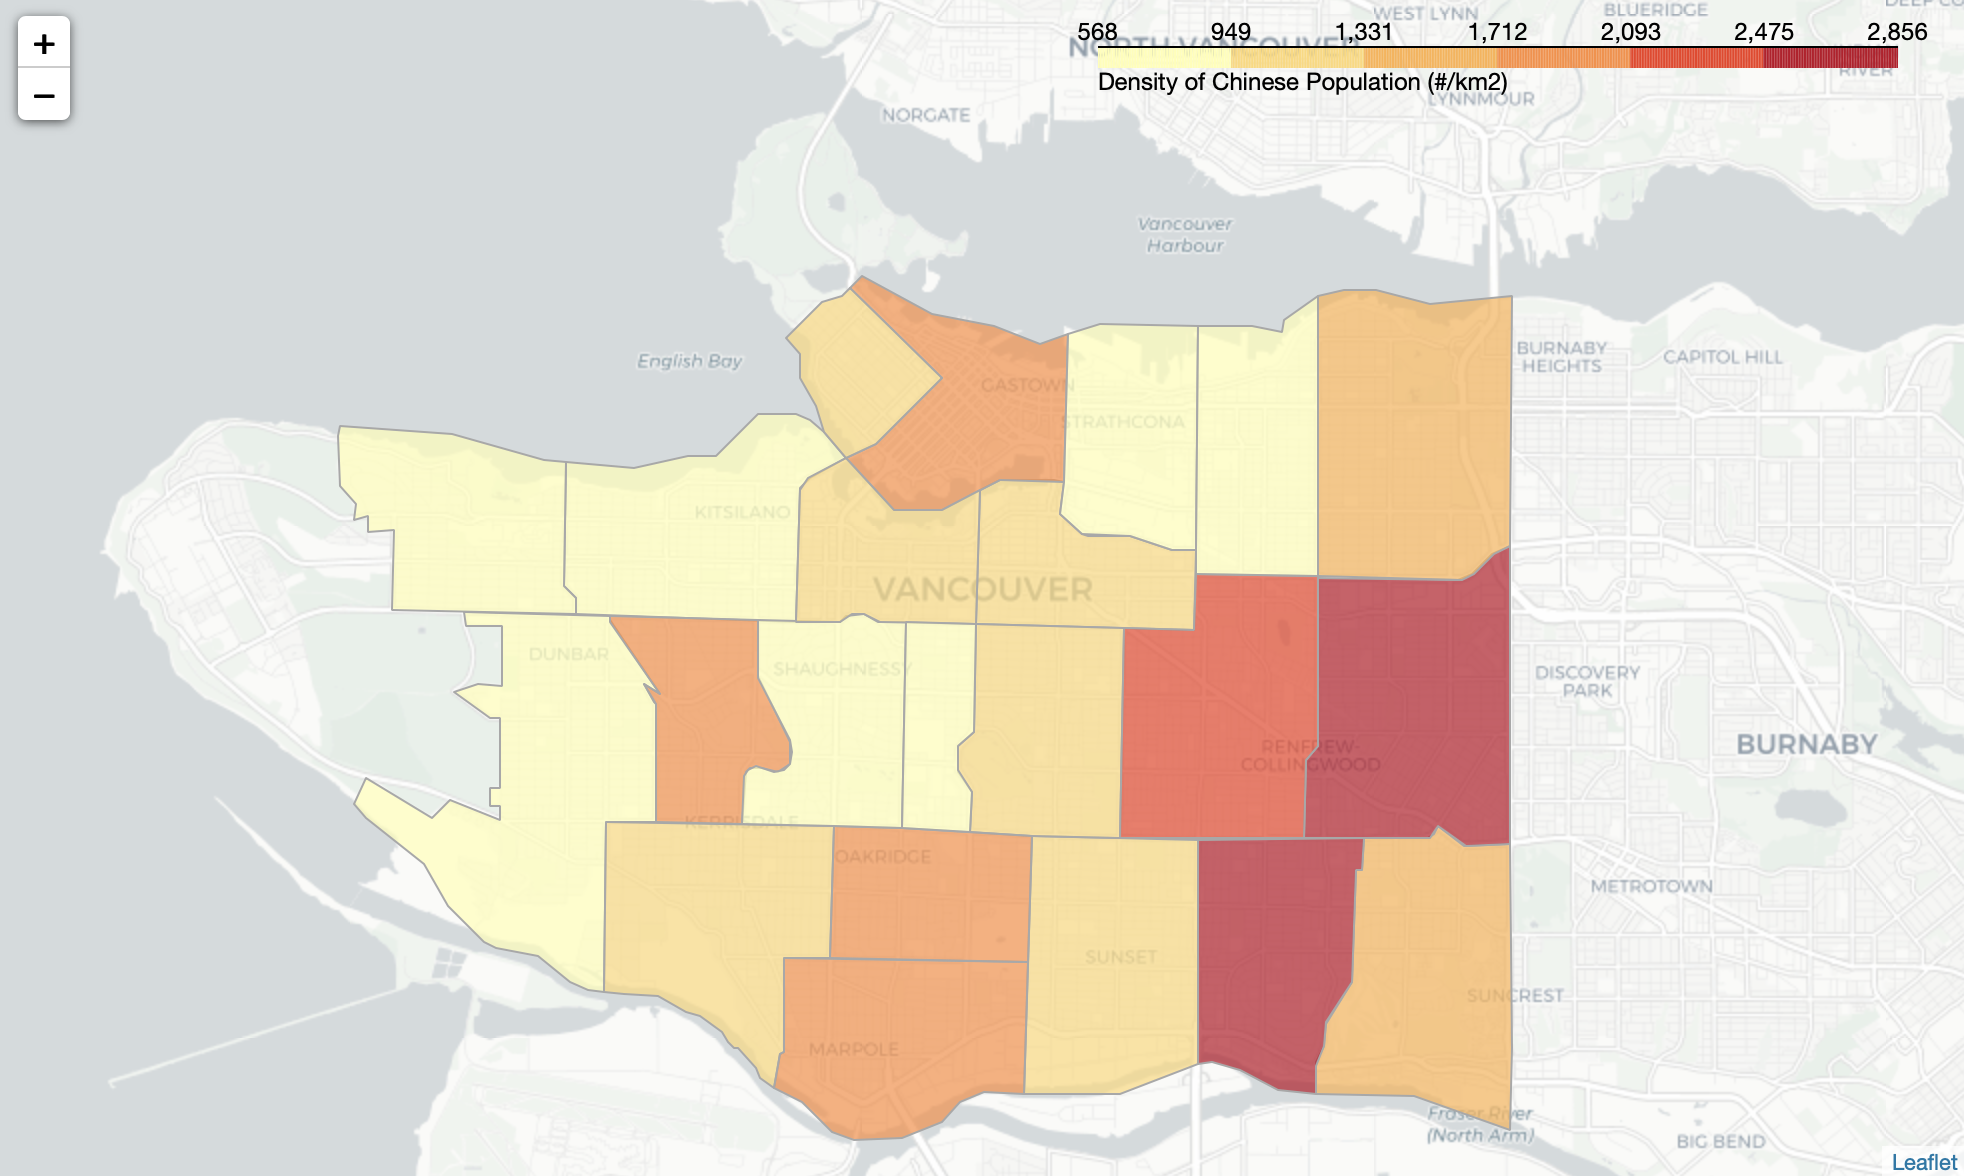 +
−
WEST LYNN
BLUERIDGE
568 949 1,331 1,712 2,093 2,475 2,856
NORTH VANCOUVER
RIVER
Density of Chinese Population (#/km2)
LYNNMOUR
NORGATE
Vancouver
Harbour
English Bay
BURNABY
HEIGHTS
CAPITOL HILL
GASTOWN
STRATHCONA
KITSILANO
VANCOUVER
DUNBAR
SHAUGHNESSY
DISCOVERY
PARK
RENFREW-
COLLINGWOOD
BURNABY
KERRISDALE
OAKRIDGE
METROTOWN
SUNSET
SUNCREST
MARPOLE
Fraser River
(North Arm)
BIG BEND
Leaflet